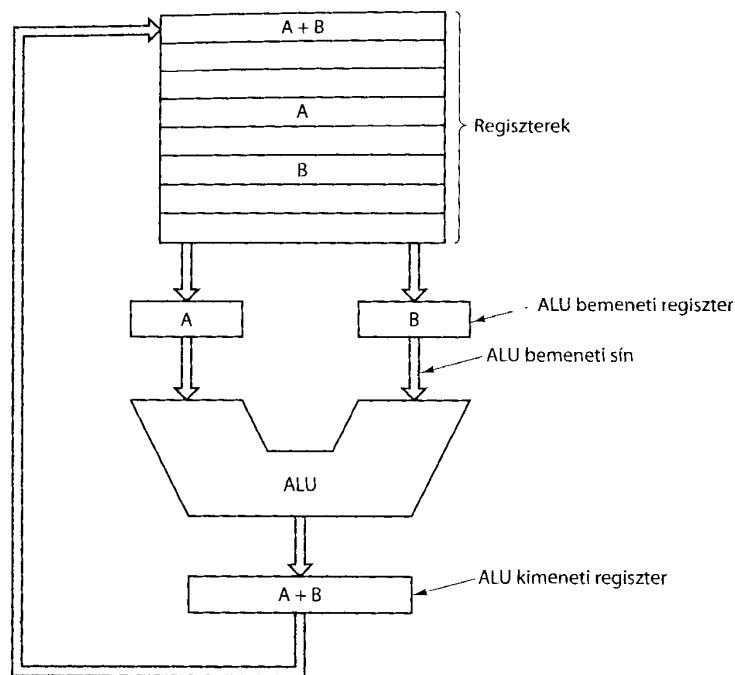 A + B
A
Regiszterek
B
A
B
ALU bemeneti regiszter
ALU bemeneti sín
ALU
ALU kimeneti regiszter
A + B